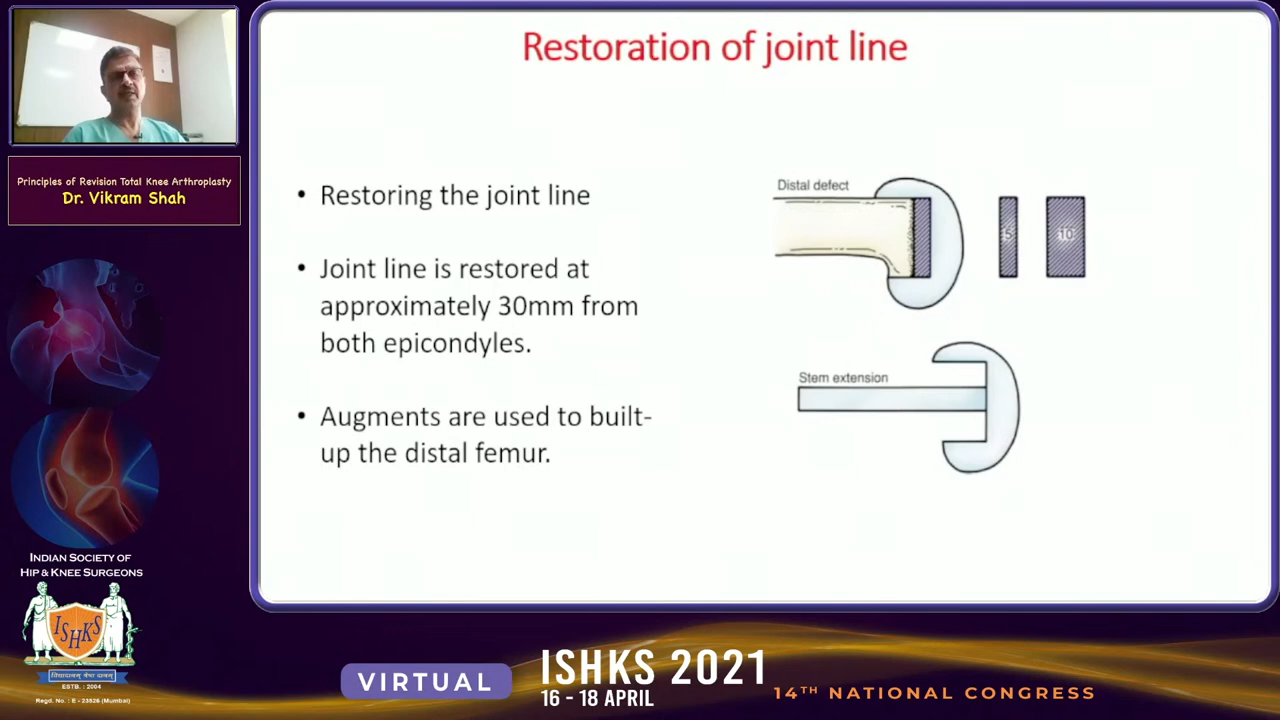 Restoration of joint line
Principles of Revision Total Knee Arthroplasty
Dr. Vikram Shah
• Restoring the joint line
• Joint line is restored at
approximately 30mm from
both epicondyles.
• Augments are used to built-
up the distal femur.
Distal defect
5
10
Stem extension
INDIAN SOCIETY OF
HIP & KNEE SURGEONS
ISHKS
ESTB. : 2004
Regd. No. : E - 23526 (Mumbai)
VIRTUAL
ISHKS 2021
16 - 18 APRIL
14TH NATIONAL CONGRESS